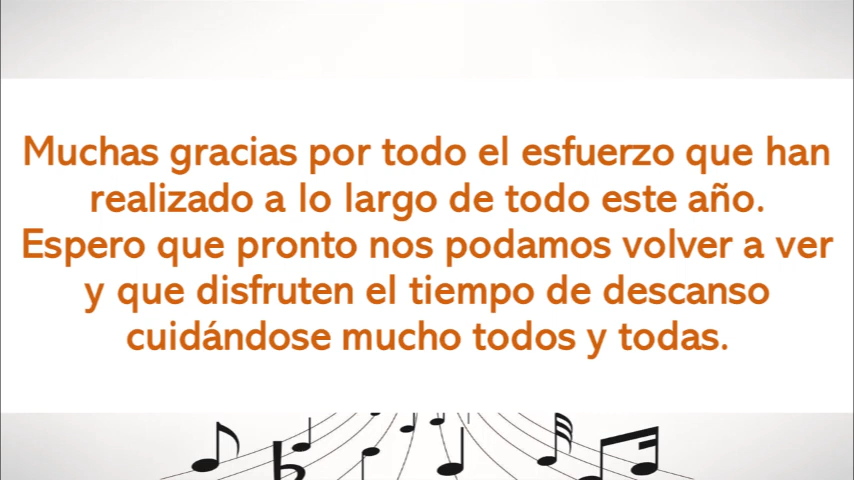 Muchas gracias por todo el esfuerzo que han
realizado a lo largo de todo este año.
Espero que pronto nos podamos volver a ver
y que disfruten el tiempo de descanso
cuidándose mucho todos y todas.